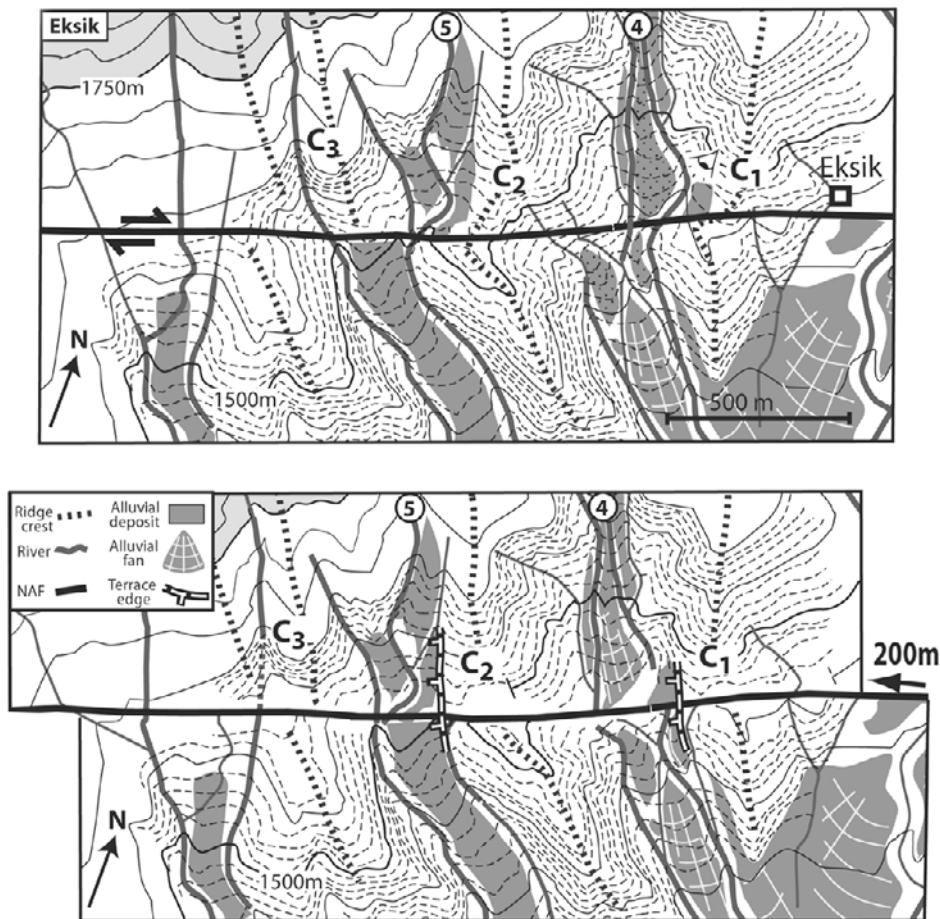 Eksik
5
4
1750m
C3
C2
C1
Eksik
N
1500m
500 m
Ridge crest
Alluvial deposit
River
Alluvial fan
NAF
Terrace edge
5
4
C3
C2
C1
200m
N
1500m